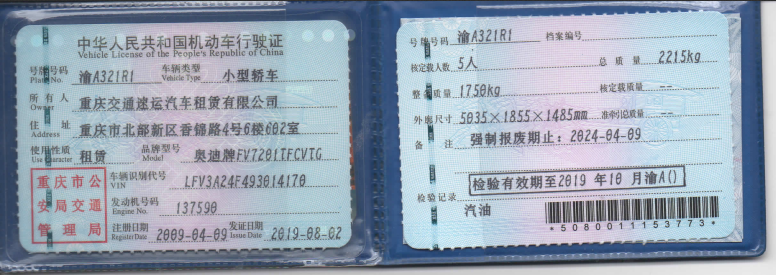 中华人民共和国机动车行驶证
Vehicle License of the People's Republic of China
号牌号码 渝A321R1 车辆类型 小型轿车
Plate No. Vehicle Type
所有人 重庆交通速运汽车租赁有限公司
Owner
住址 重庆市北部新区香锦路4号6楼602室
Address
使用性质 租赁 品牌型号 奥迪牌FV7201TFCVTG
Use Character Model
重庆市公安局交通管理局
车辆识别代号 LFV3A24F493014170
VIN
发动机号码 137590
Engine No.
注册日期 2009-04-09 发证日期 2019-08-02
Register Date Issue Date
号牌号码 渝A321R1 档案编号
核定载人数 5人 总质量 2215kg
整备质量 1750kg 核定载质量 --
外廓尺寸 5035×1855×1485mm 准牵引总质量 --
备注 强制报废期止:2024-04-09
检验有效期至2019年10月渝A()
检验记录
汽油
*5080011153773*